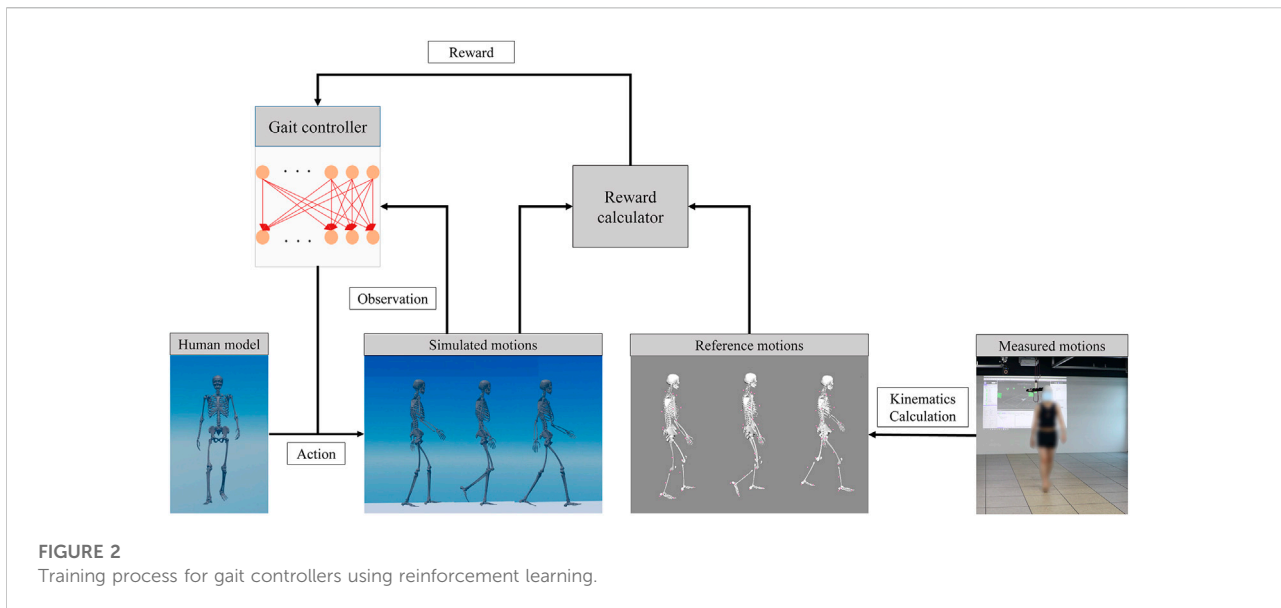 Reward
Gait controller
. . .
Reward
calculator
. . .
Observation
Human model
Simulated motions
Reference motions
Measured motions
Kinematics
Calculation
Action
FIGURE 2
Training process for gait controllers using reinforcement learning.